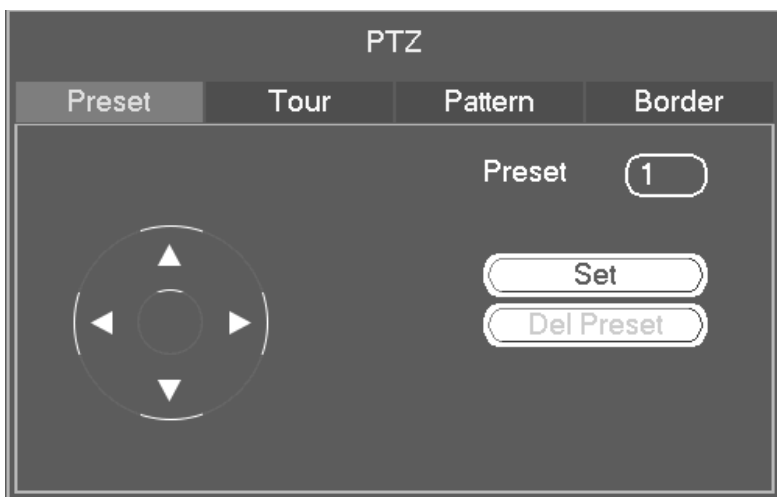 PTZ
Preset Tour Pattern Border
Preset 1
Set
Del Preset